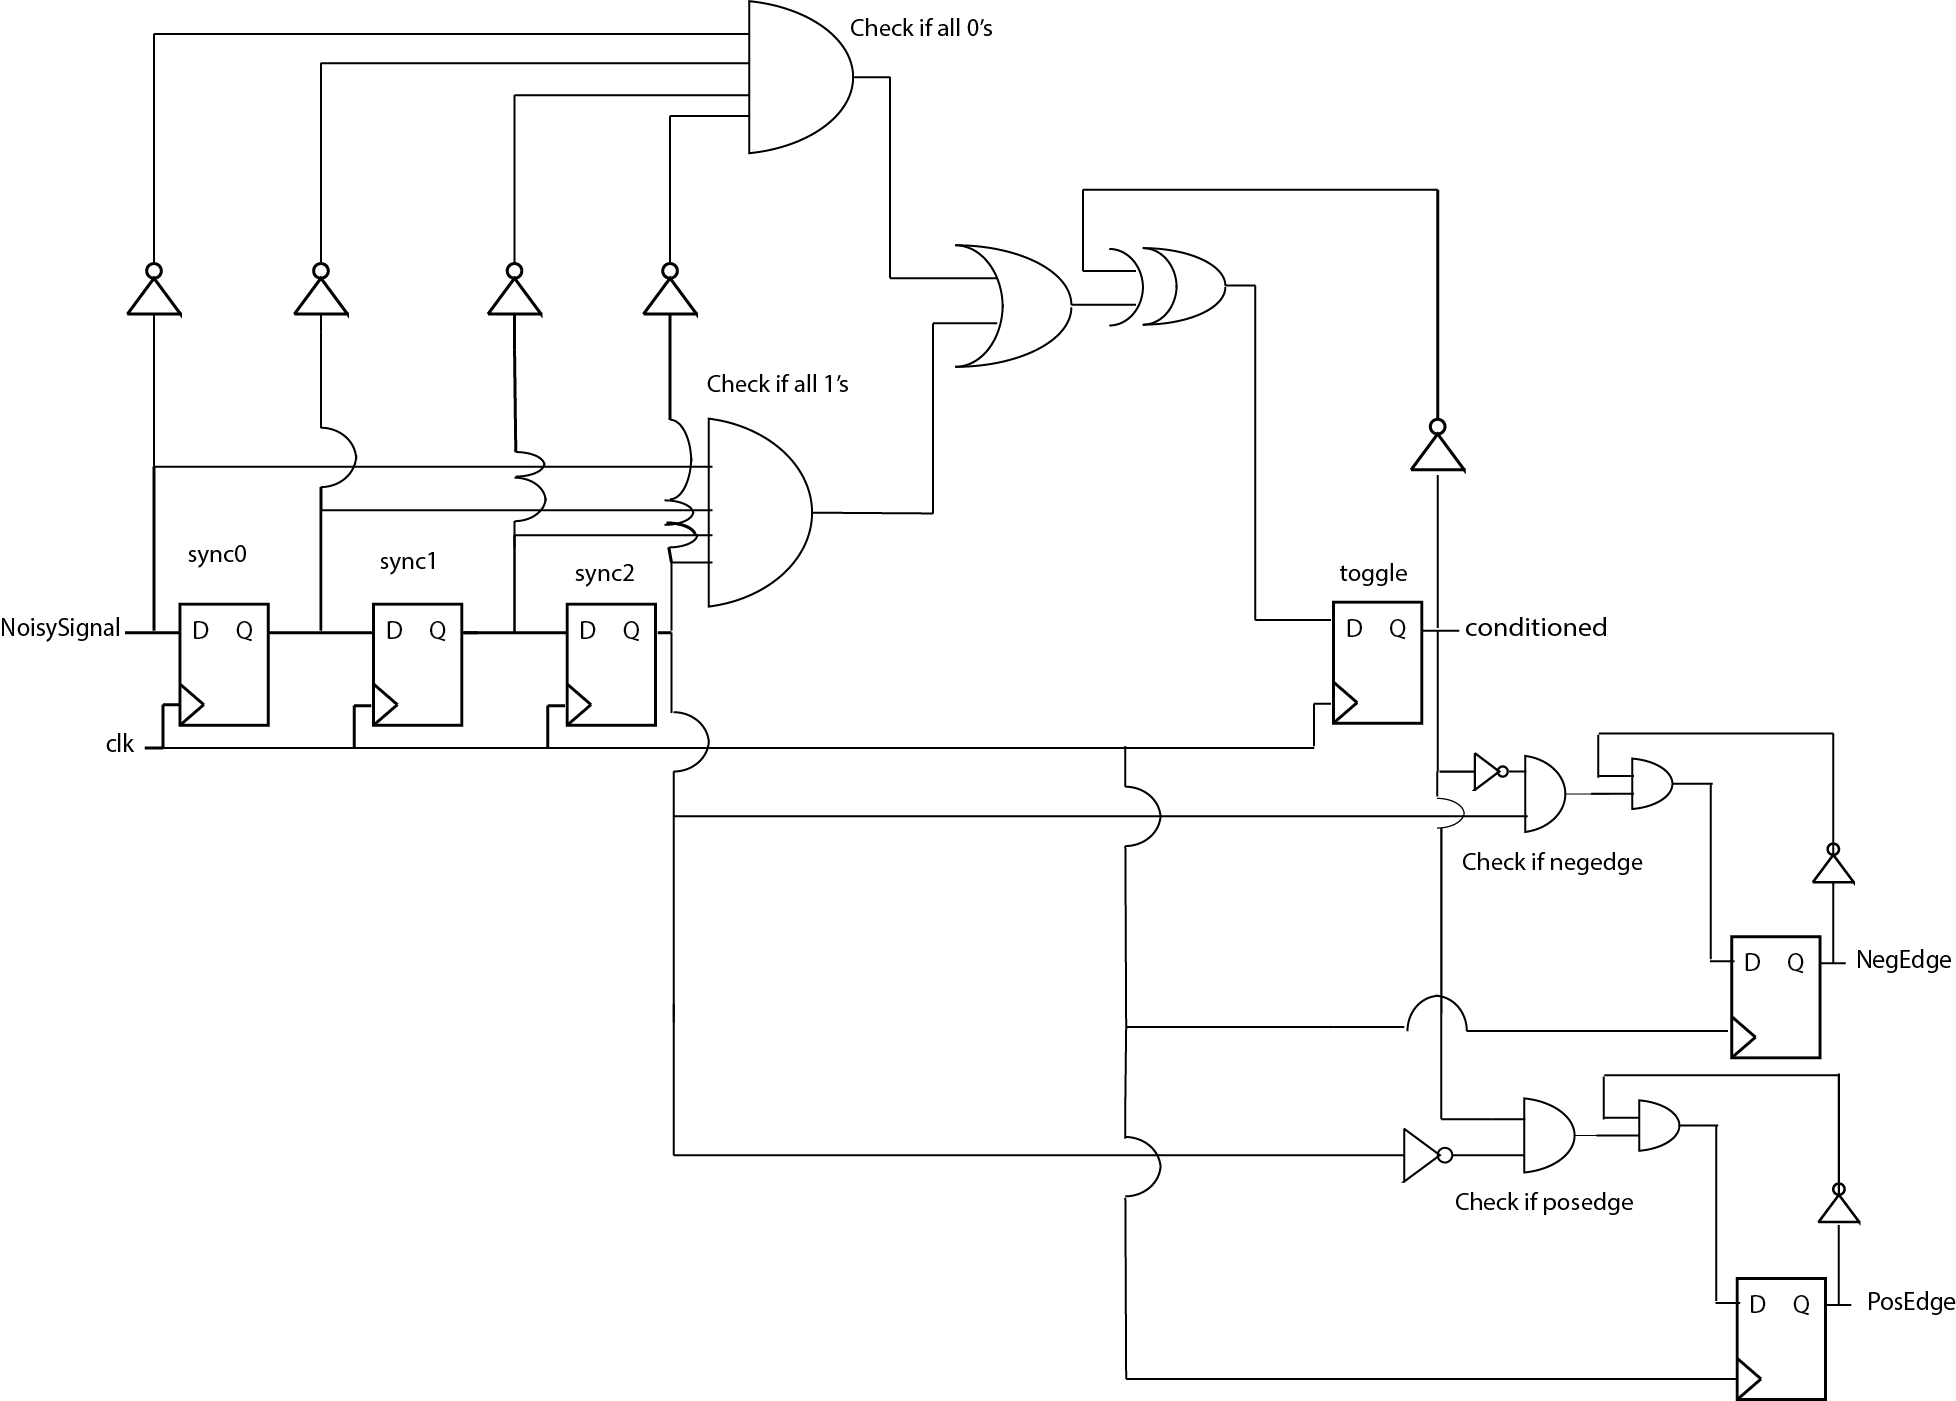 Check if all 0's
Check if all 1's
sync0
sync1
sync2
toggle
NoisySignal
D Q
D Q
D Q
D Q
conditioned
clk
Check if negedge
D Q
NegEdge
Check if posedge
D Q
PosEdge